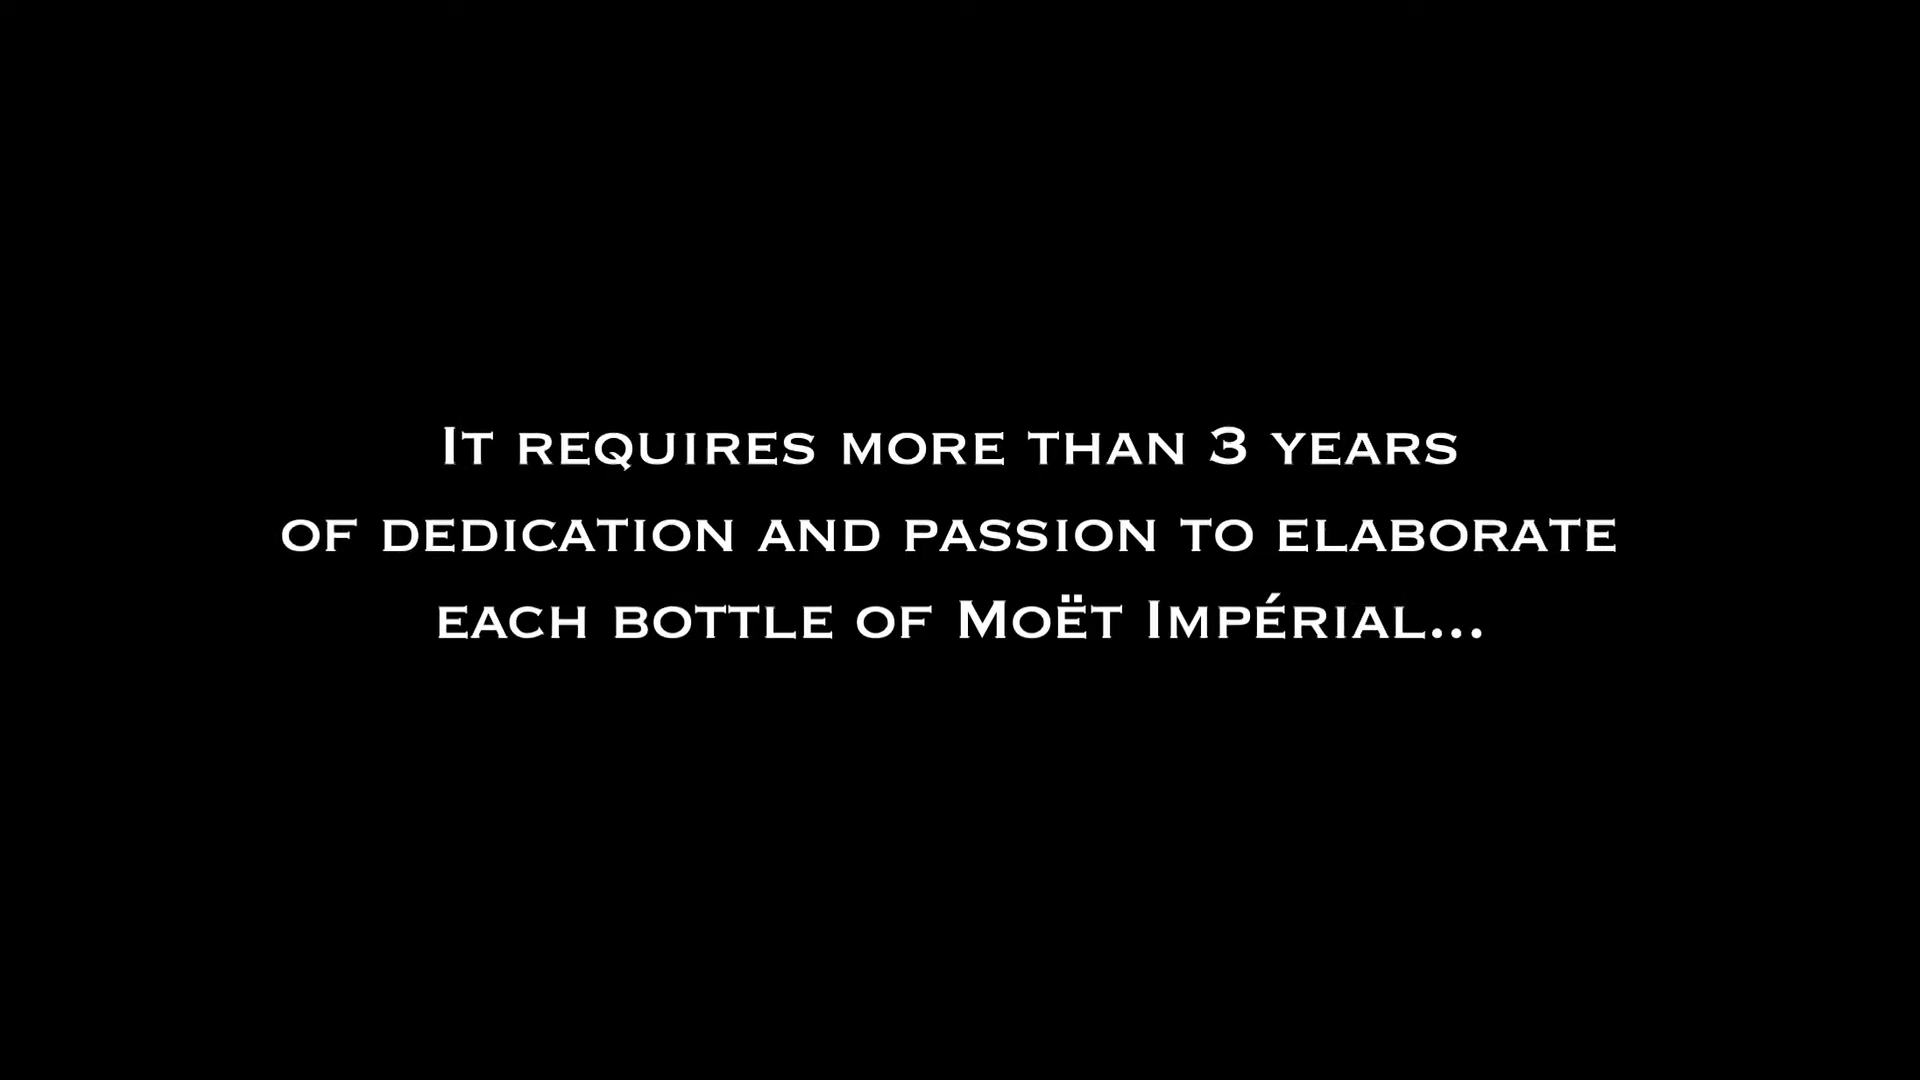 It requires more than 3 years
of dedication and passion to elaborate
each bottle of Moët Impérial...